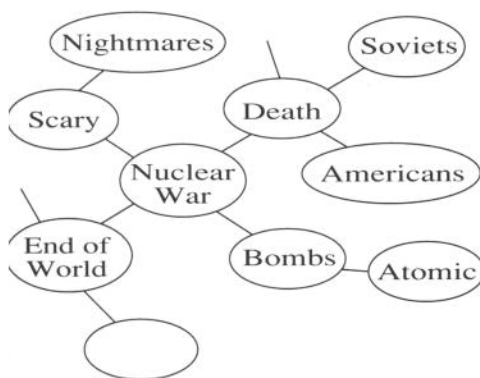 Nightmares
Soviets
Scary
Death
Nuclear
War
Americans
End of
World
Bombs
Atomic